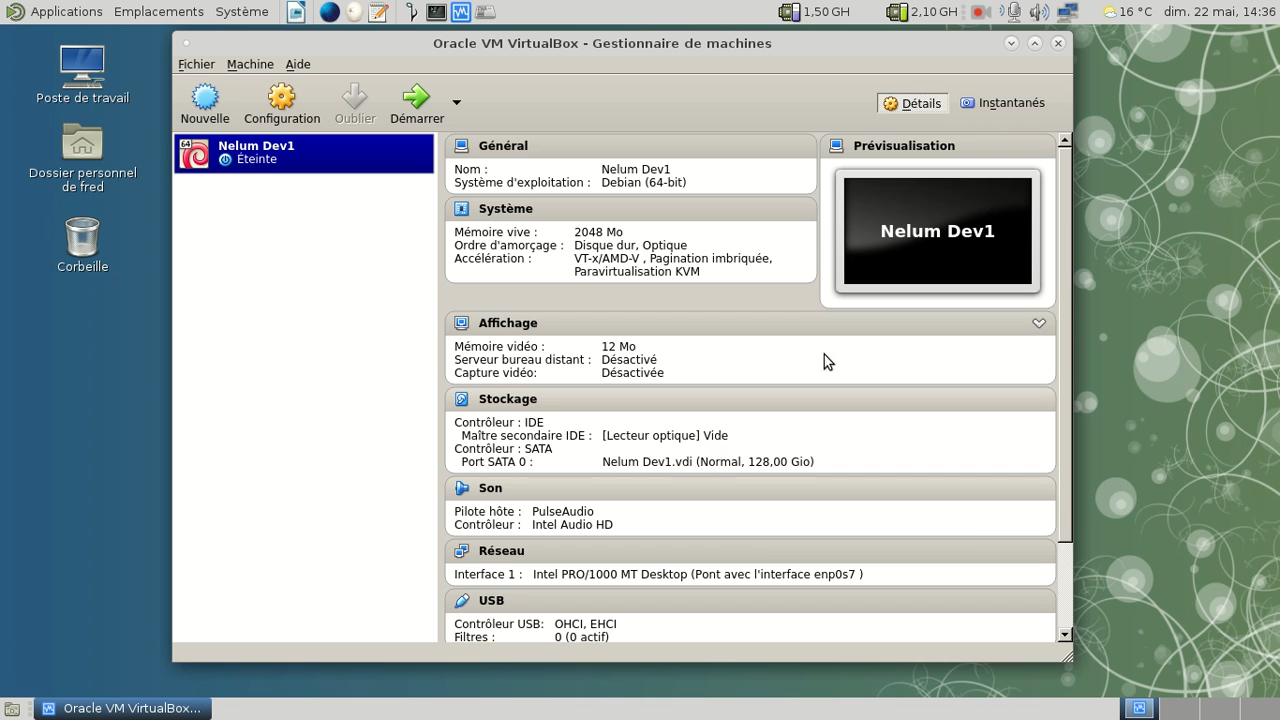 Applications Emplacements Système 1,50 GH 2,10 GH 16 °C dim. 22 mai, 14:36
Poste de travail
Dossier personnel
de fred
Corbeille
Oracle VM VirtualBox - Gestionnaire de machines
Fichier Machine Aide
Nouvelle Configuration Oublier Démarrer Détails Instantanés
64 Nelum Dev1
Éteinte
Général
Nom : Nelum Dev1
Système d'exploitation : Debian (64-bit)
Système
Mémoire vive : 2048 Mo
Ordre d'amorçage : Disque dur, Optique
Accélération : VT-x/AMD-V , Pagination imbriquée,
Paravirtualisation KVM
Prévisualisation
Nelum Dev1
Affichage
Mémoire vidéo : 12 Mo
Serveur bureau distant : Désactivé
Capture vidéo: Désactivée
Stockage
Contrôleur : IDE
Maître secondaire IDE : [Lecteur optique] Vide
Contrôleur : SATA
Port SATA 0 : Nelum Dev1.vdi (Normal, 128,00 Gio)
Son
Pilote hôte : PulseAudio
Contrôleur : Intel Audio HD
Réseau
Interface 1 : Intel PRO/1000 MT Desktop (Pont avec l'interface enp0s7 )
USB
Contrôleur USB: OHCI, EHCI
Filtres : 0 (0 actif)
Oracle VM VirtualBox...